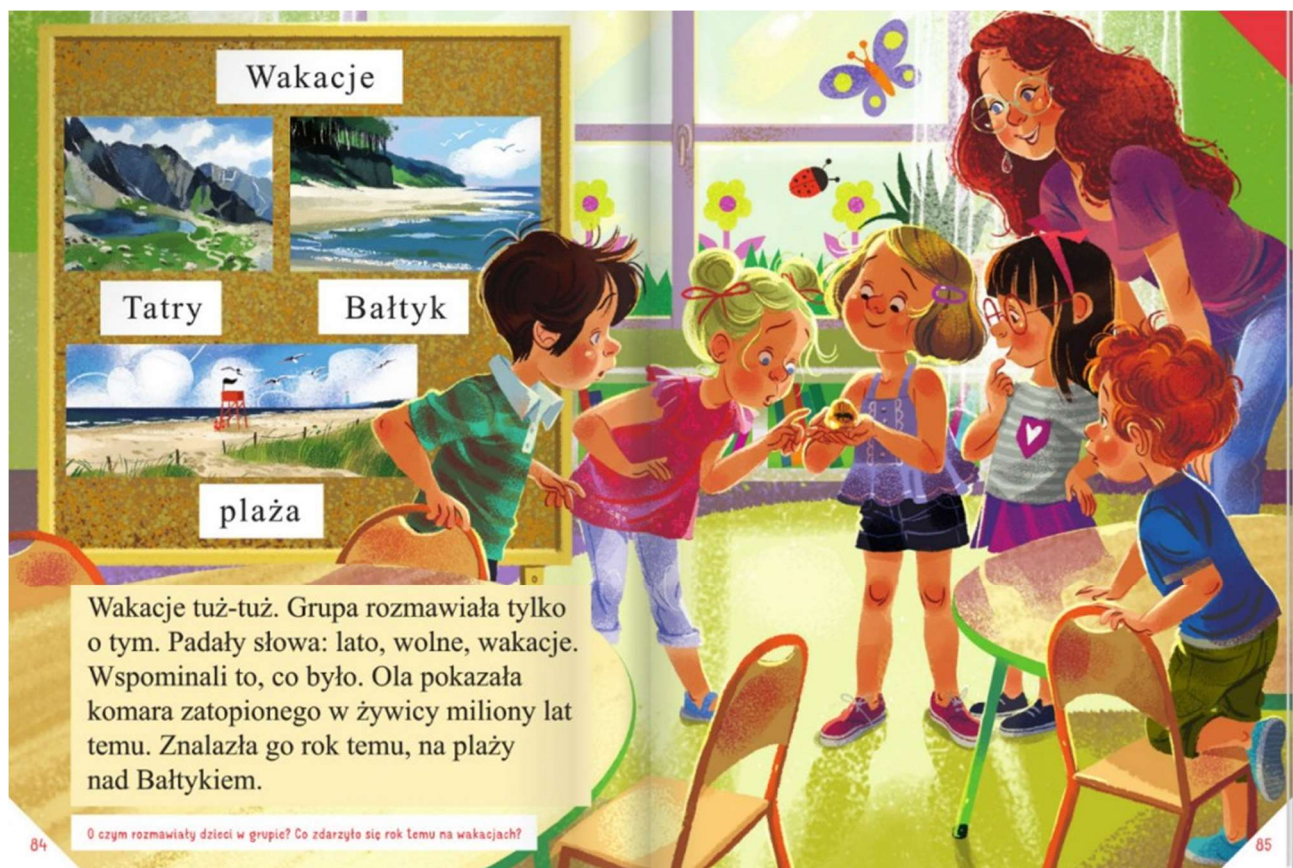 Wakacje
Tatry
Bałtyk
plaża
Wakacje tuż-tuż. Grupa rozmawiała tylko
o tym. Padały słowa: lato, wolne, wakacje.
Wspominali to, co było. Ola pokazała
komara zatopionego w żywicy miliony lat
temu. Znalazła go rok temu, na plaży
nad Bałtykiem.
O czym rozmawiały dzieci w grupie? Co zdarzyło się rok temu na wakacjach?
84
85